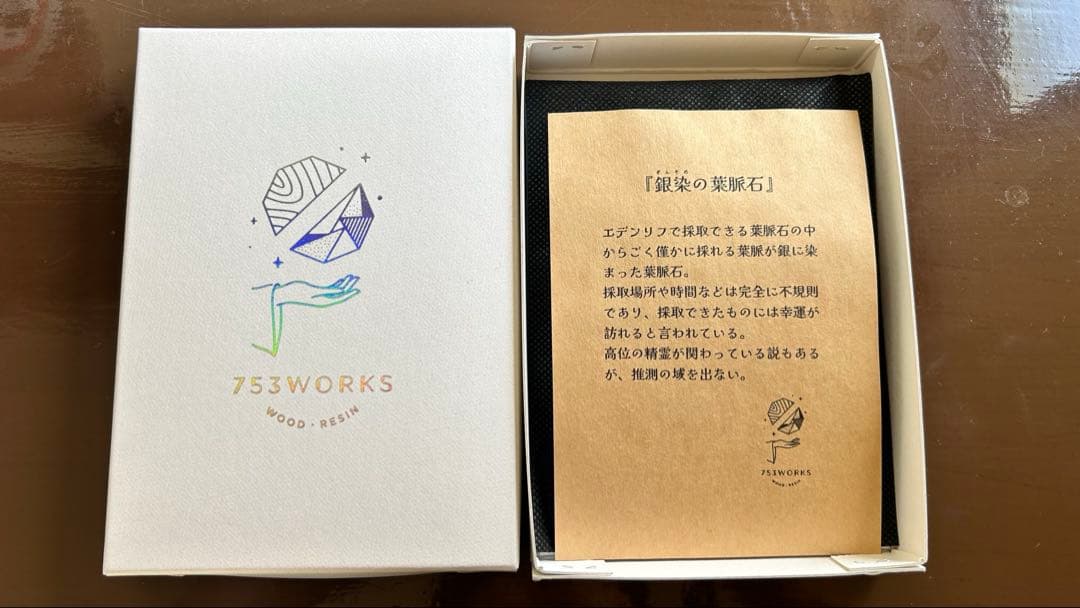 753WORKS
WOOD・RESIN
ぎんぞめ
『銀染の葉脈石』
エデンリフで採取できる葉脈石の中
からごく僅かに採れる葉脈が銀に染
まった葉脈石。
採取場所や時間などは完全に不規則
であり、採取できたものには幸運が
訪れると言われている。
高位の精霊が関わっている説もある
が、推測の域を出ない。
753WORKS
WOOD・RESIN